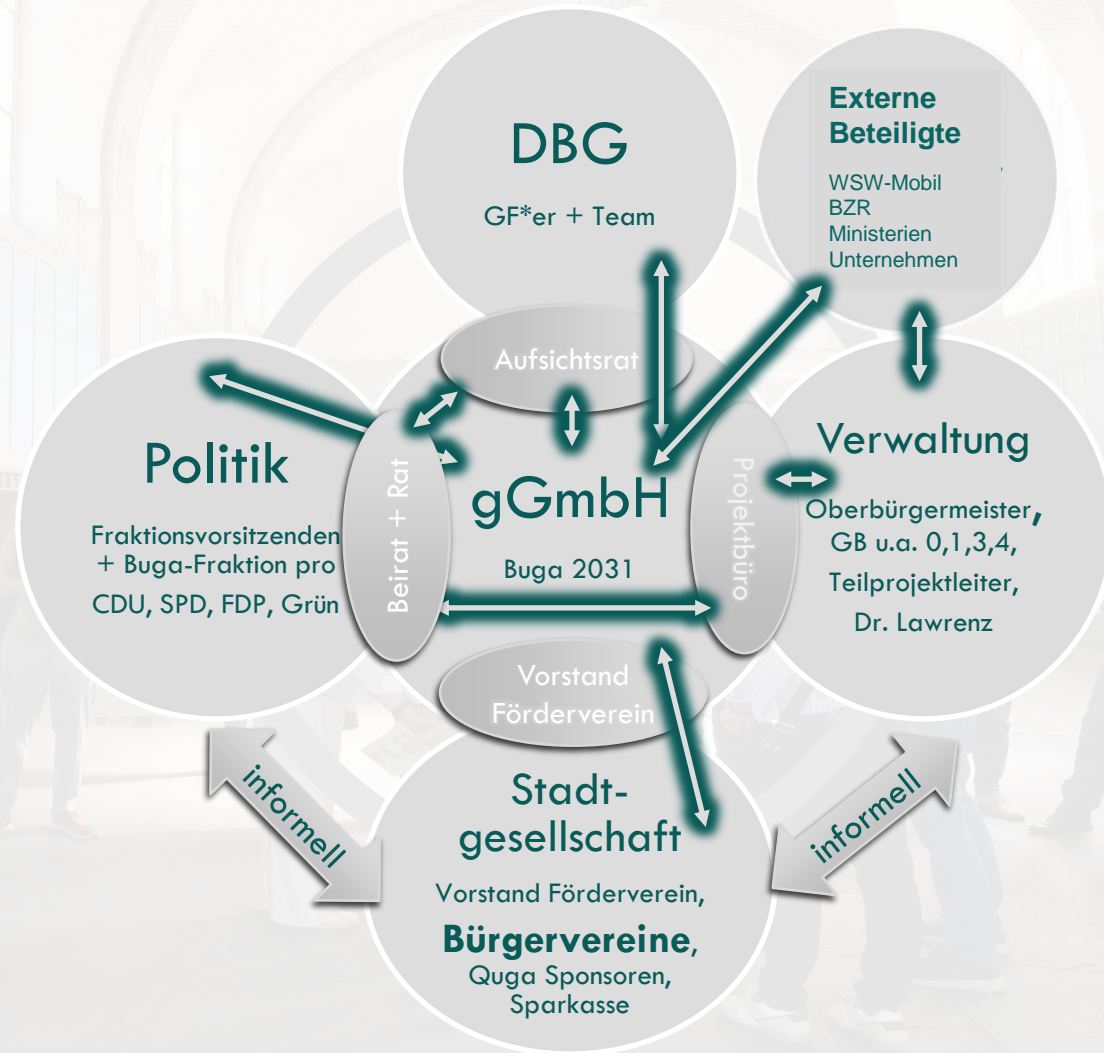 DBG
GF*er + Team
Externe
Beteiligte
WSW-Mobil
BZR
Ministerien
Unternehmen
Aufsichtsrat
Politik
Fraktionsvorsitzenden
+ Buga-Fraktion pro
CDU, SPD, FDP, Grün
Beirat + Rat
gGmbH
Buga 2031
Projektbüro
Verwaltung
Oberbürgermeister,
GB u.a. 0,1,3,4,
Teilprojektleiter,
Dr. Lawrenz
Vorstand
Förderverein
informell
Stadt-
gesellschaft
Vorstand Förderverein,
Bürgervereine,
Quga Sponsoren,
Sparkasse
informell